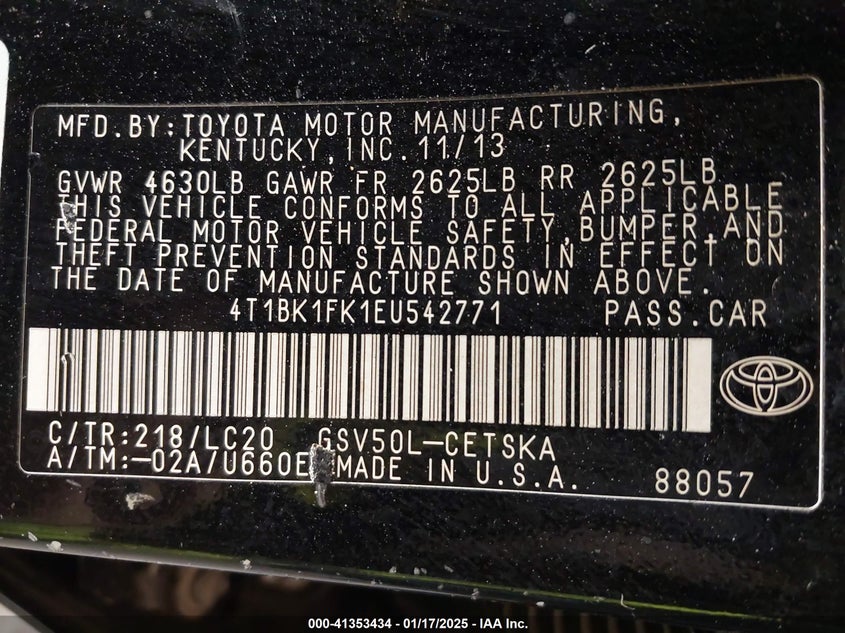 MFD.BY:TOYOTA MOTOR MANUFACTURING,
KENTUCKY,INC.11/13
GVWR 4630LB GAWR FR 2625LB RR 2625LB
THIS VEHICLE CONFORMS TO ALL APPLICABLE
FEDERAL MOTOR VEHICLE SAFETY,BUMPER,AND
THEFT PREVENTION STANDARDS IN EFFECT ON
THE DATE OF MANUFACTURE SHOWN ABOVE.
4T1BK1FK1EU542771 PASS.CAR
C/TR:218/LC20 GSV50L-CETSKA
A/TM:-02A/U660E MADE IN U.S.A. 88057
000-41353434 - 01/17/2025 - IAA Inc.